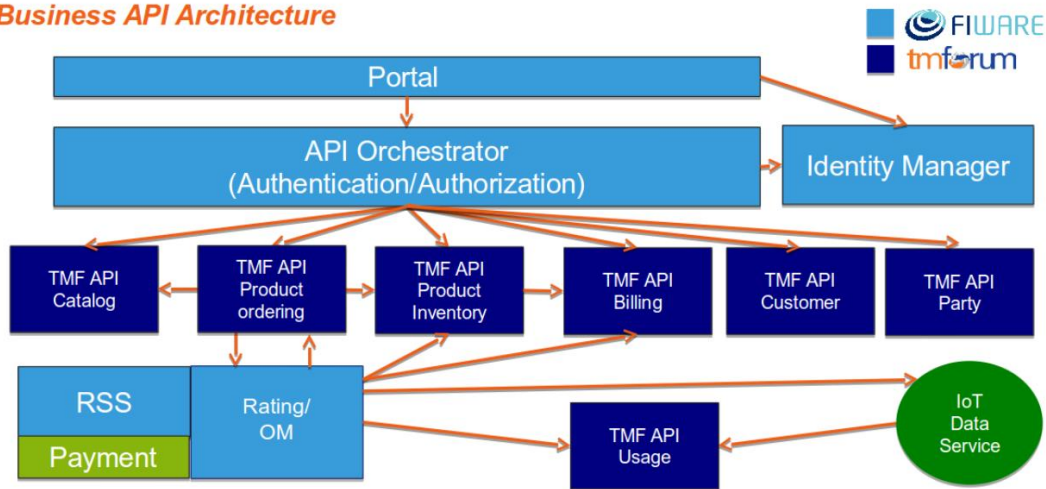 Business API Architecture
FIWARE
tmforum
Portal
API Orchestrator
(Authentication/Authorization)
Identity Manager
TMF API
Catalog
TMF API
Product
ordering
TMF API
Product
Inventory
TMF API
Billing
TMF API
Customer
TMF API
Party
RSS
Payment
Rating/
OM
TMF API
Usage
IoT
Data
Service